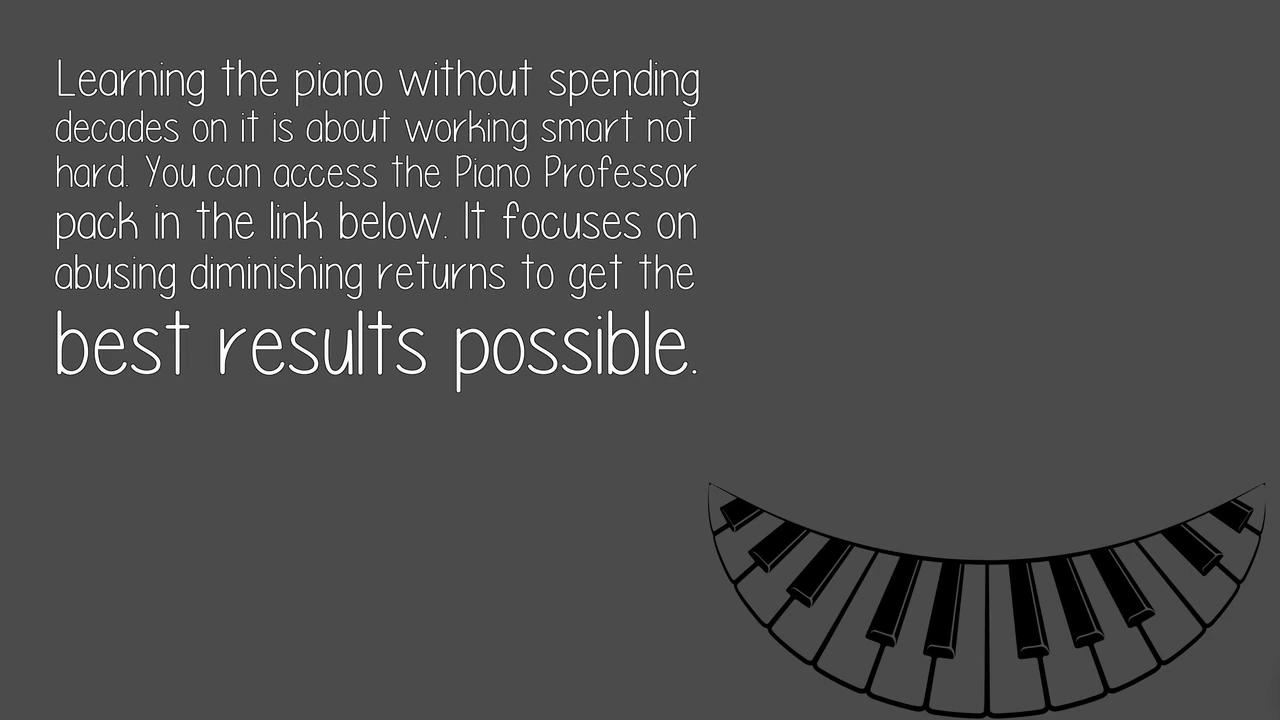 Learning the piano without spending
decades on it is about working smart not
hard. You can access the Piano Professor
pack in the link below. It focuses on
abusing diminishing returns to get the
best results possible.